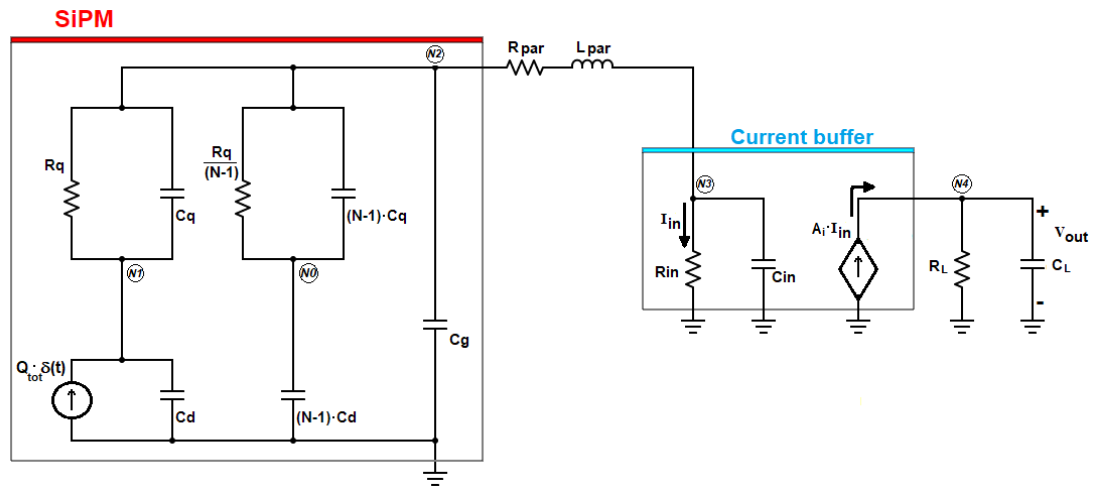 SiPM
N2
Rpar
Lpar
Rq
Cq
Rq
(N-1)
(N-1)·Cq
Current buffer
N3
N4
Iin
Ai·Iin
+
Vout
Rin
Cin
RL
CL
-
N1
N0
Cg
Qtot·δ(t)
Cd
(N-1)·Cd